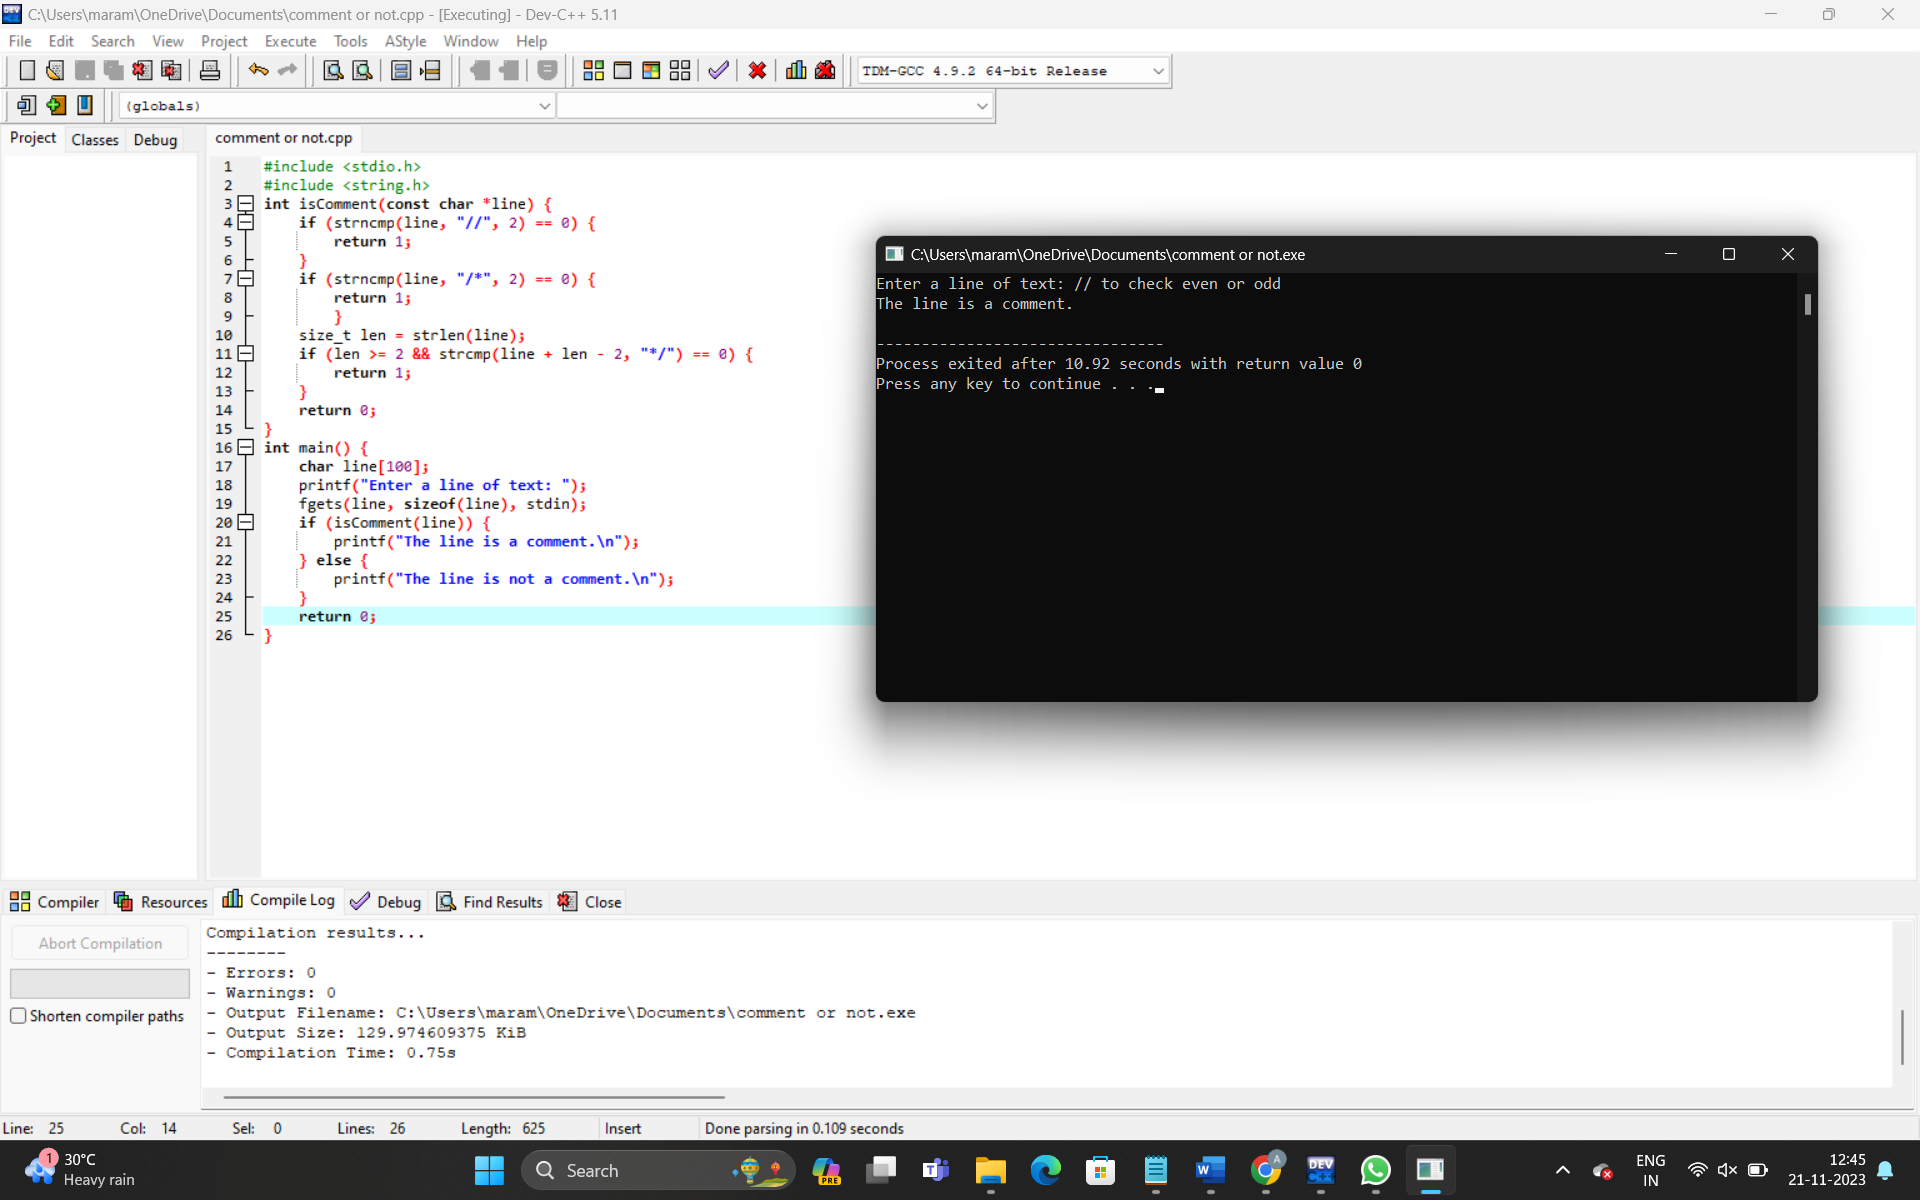 C:\Users\maram\OneDrive\Documents\comment or not.cpp - [Executing] - Dev-C++ 5.11
File Edit Search View Project Execute Tools AStyle Window Help
TDM-GCC 4.9.2 64-bit Release
(globals)
Project Classes Debug
comment or not.cpp
1 #include <stdio.h>
2 #include <string.h>
3 int isComment(const char *line) {
4 if (strncmp(line, "//", 2) == 0) {
5 return 1;
6 }
7 if (strncmp(line, "/*", 2) == 0) {
8 return 1;
9 }
10 size_t len = strlen(line);
11 if (len >= 2 && strcmp(line + len - 2, "*/") == 0) {
12 return 1;
13 }
14 return 0;
15 }
16 int main() {
17 char line[100];
18 printf("Enter a line of text: ");
19 fgets(line, sizeof(line), stdin);
20 if (isComment(line)) {
21 printf("The line is a comment.\n");
22 } else {
23 printf("The line is not a comment.\n");
24 }
25 return 0;
26 }
C:\Users\maram\OneDrive\Documents\comment or not.exe
Enter a line of text: // to check even or odd
The line is a comment.
--------------------------------
Process exited after 10.92 seconds with return value 0
Press any key to continue . . .
Compiler Resources Compile Log Debug Find Results Close
Abort Compilation
Shorten compiler paths
Compilation results...
--------
- Errors: 0
- Warnings: 0
- Output Filename: C:\Users\maram\OneDrive\Documents\comment or not.exe
- Output Size: 129.974609375 KiB
- Compilation Time: 0.75s
Line: 25 Col: 14 Sel: 0 Lines: 26 Length: 625 Insert Done parsing in 0.109 seconds
1
30°C
Heavy rain
Search
PRE
DEV
ENG
IN
12:45
21-11-2023